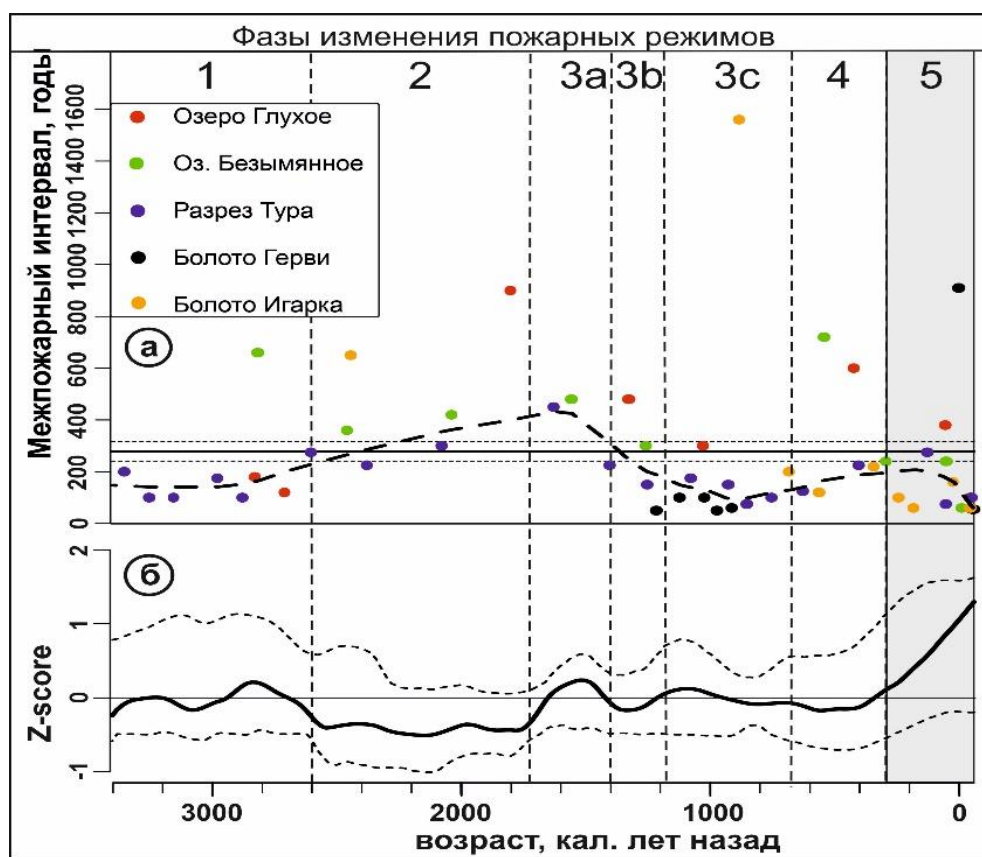 Фазы изменения пожарных режимов
1 2 3a 3b 3c 4 5
Межпожарный интервал, годы
1600
1400
1200
1000
800
600
400
200
0
Озеро Глухое
Оз. Безымянное
Разрез Тура
Болото Герви
Болото Игарка
а
б
Z-score
2
1
0
-1
3000 2000 1000 0
возраст, кал. лет назад